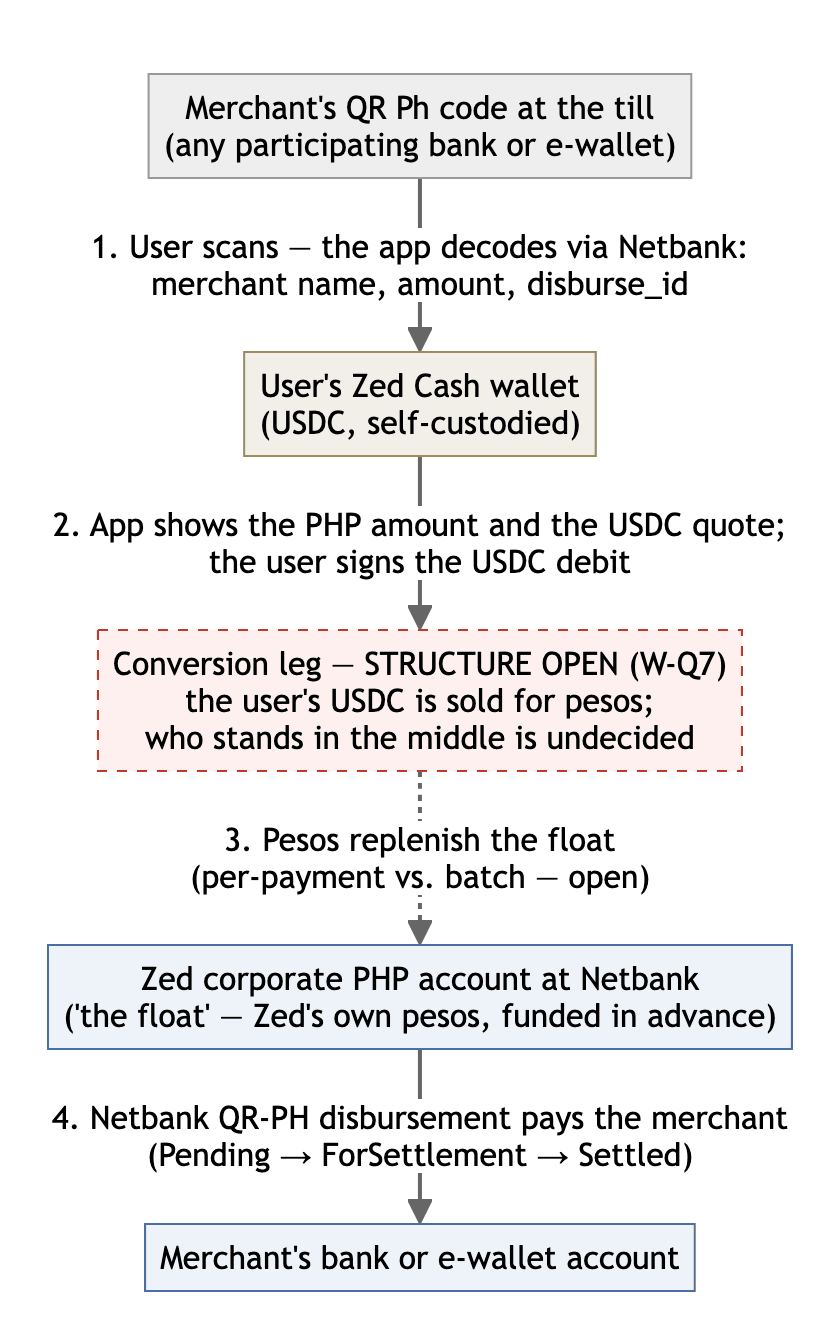 Merchant's QR Ph code at the till
(any participating bank or e-wallet)
1. User scans — the app decodes via Netbank:
merchant name, amount, disburse_id
User's Zed Cash wallet
(USDC, self-custodied)
2. App shows the PHP amount and the USDC quote;
the user signs the USDC debit
Conversion leg — STRUCTURE OPEN (W-Q7)
the user's USDC is sold for pesos;
who stands in the middle is undecided
3. Pesos replenish the float
(per-payment vs. batch — open)
Zed corporate PHP account at Netbank
('the float' — Zed's own pesos, funded in advance)
4. Netbank QR-PH disbursement pays the merchant
(Pending → ForSettlement → Settled)
Merchant's bank or e-wallet account